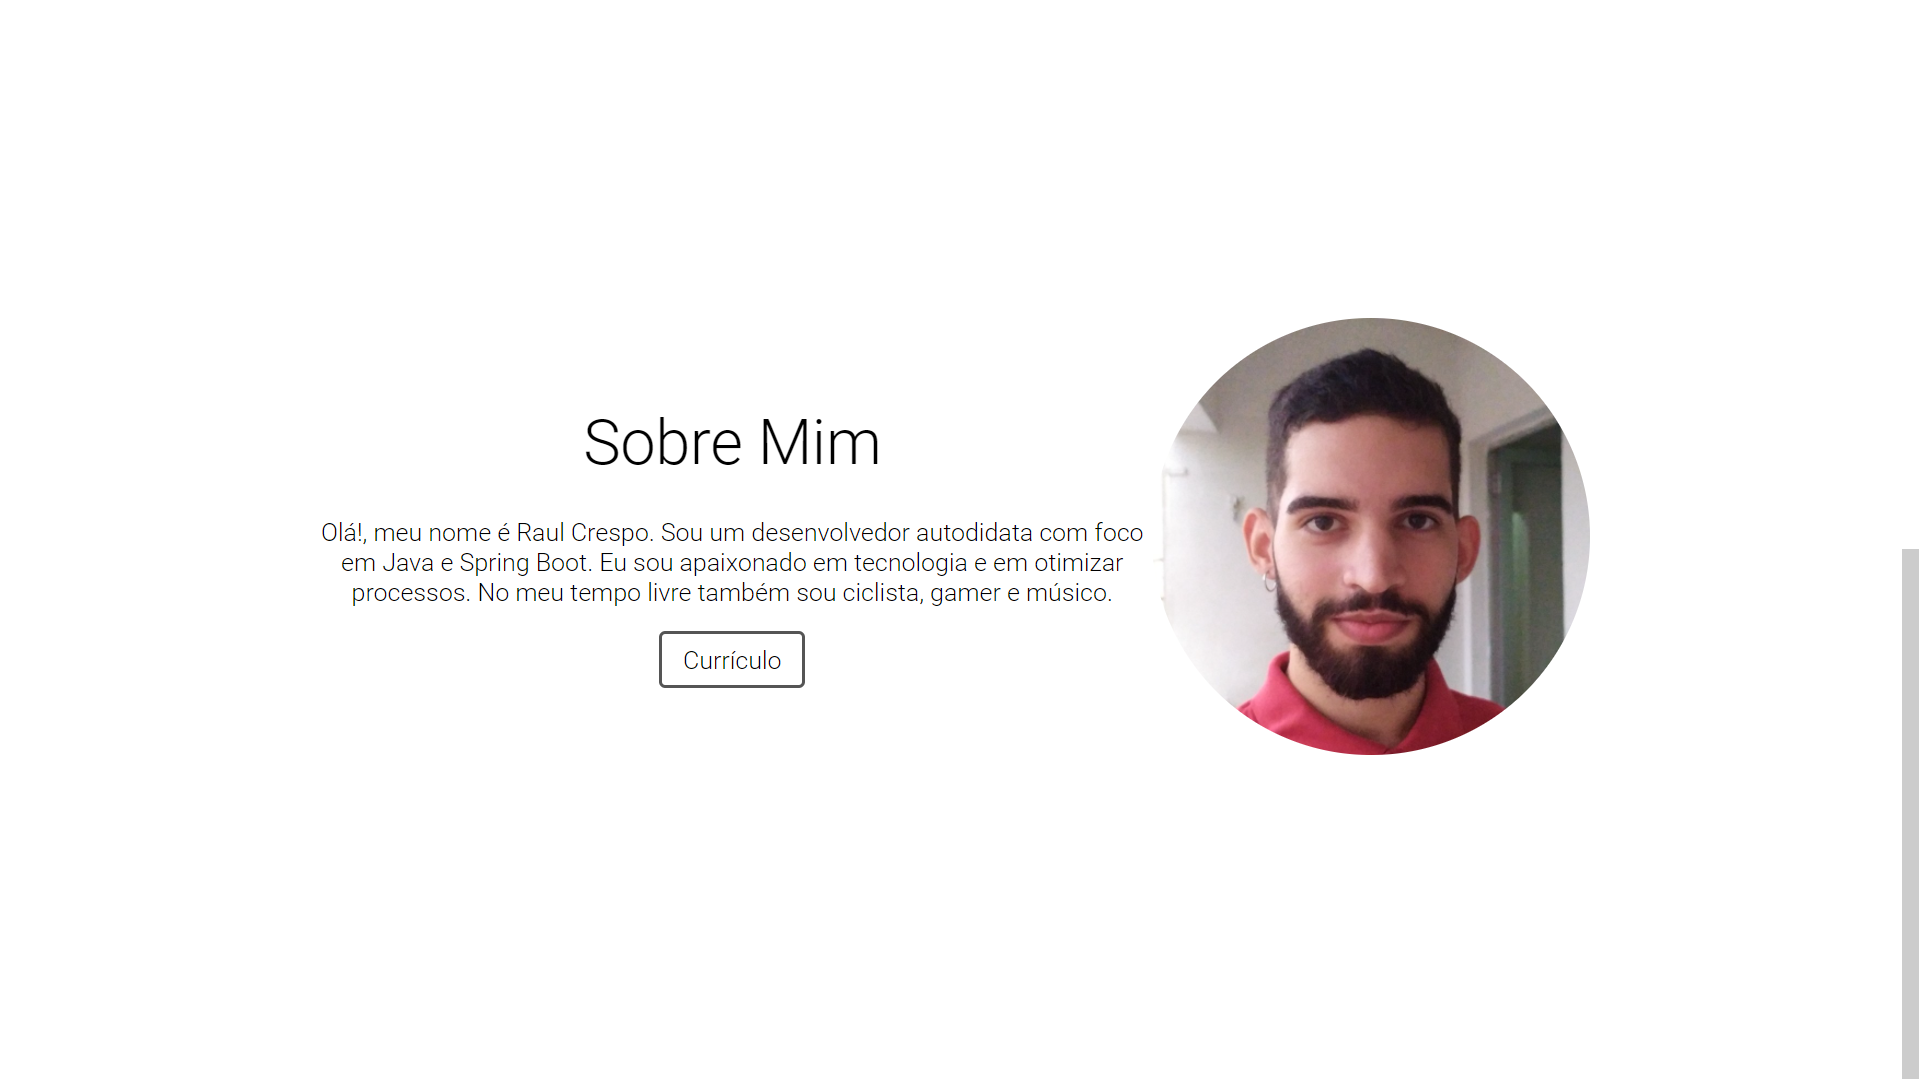 Sobre Mim
Olá!, meu nome é Raul Crespo. Sou um desenvolvedor autodidata com foco
em Java e Spring Boot. Eu sou apaixonado em tecnologia e em otimizar
processos. No meu tempo livre também sou ciclista, gamer e músico.
Currículo